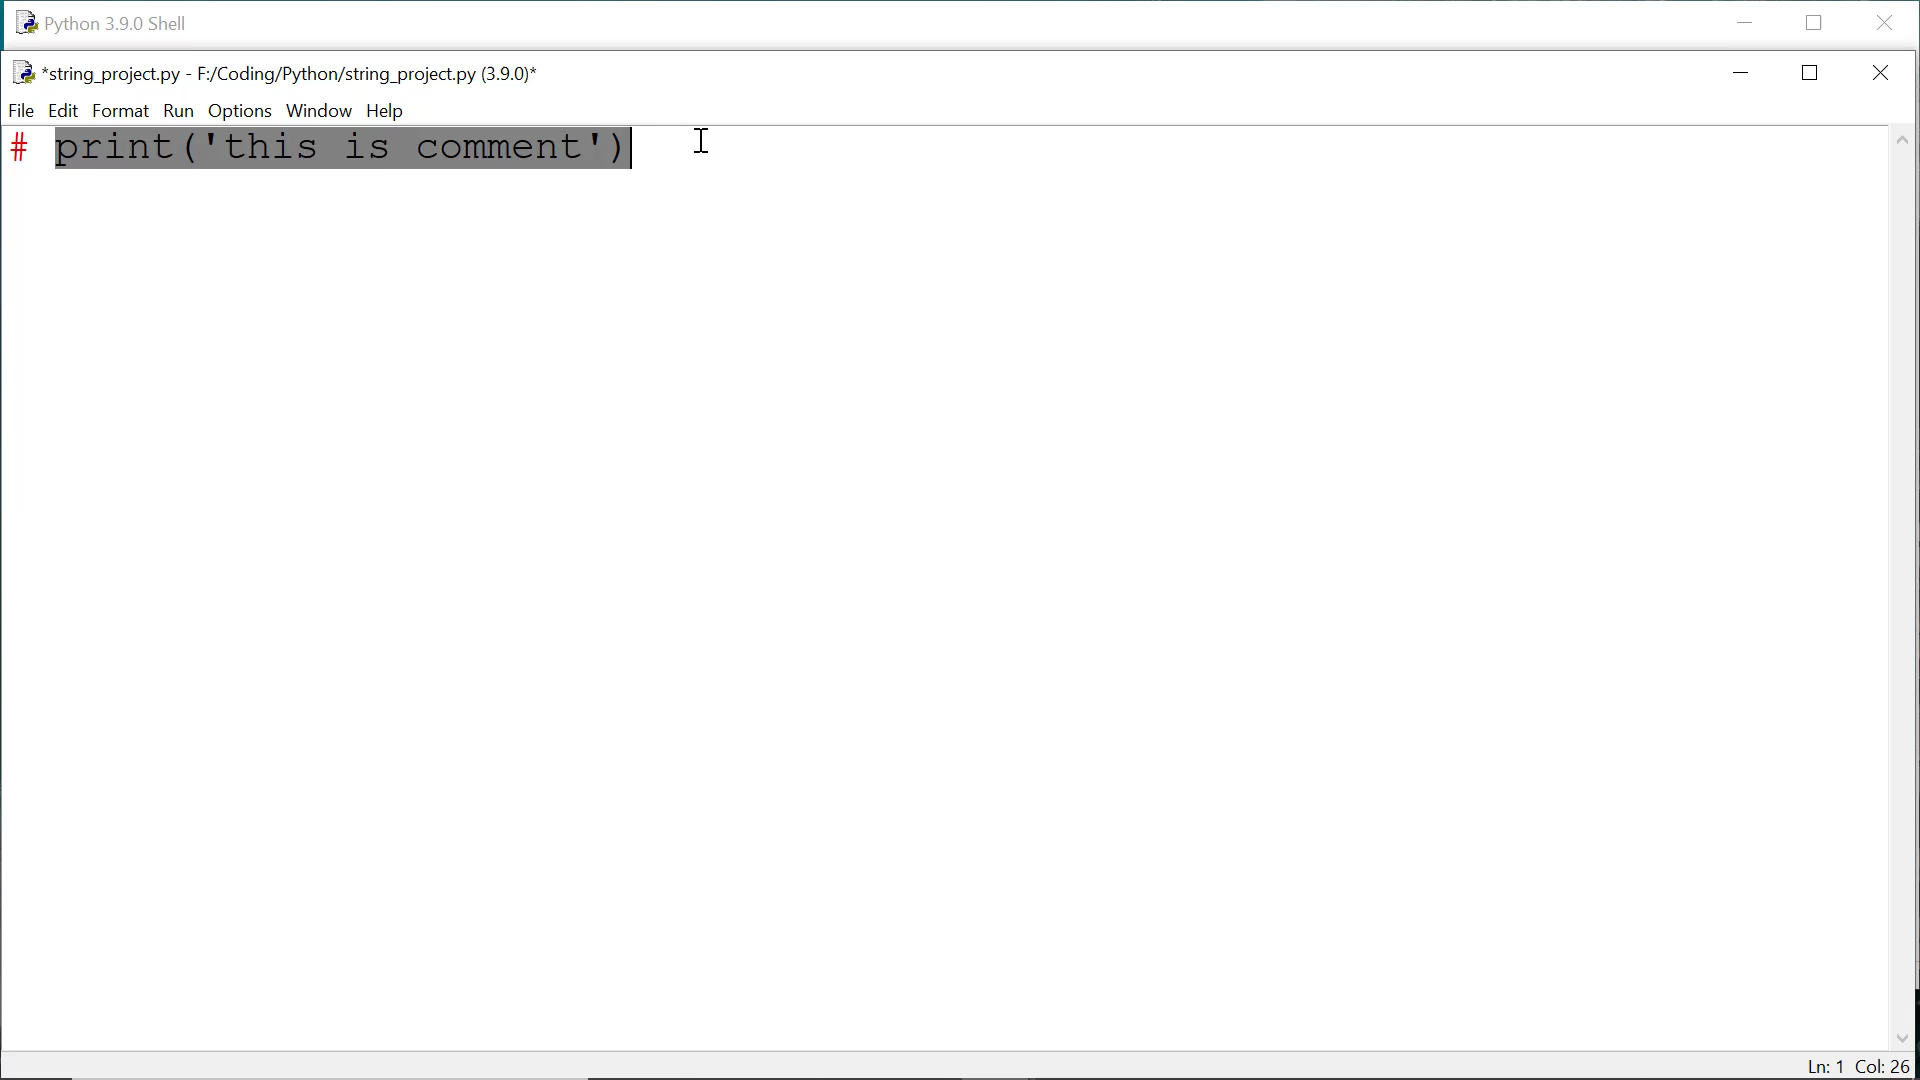 Python 3.9.0 Shell
*string_project.py - F:/Coding/Python/string_project.py (3.9.0)*
File Edit Format Run Options Window Help
# print('this is comment')
Ln: 1 Col: 26